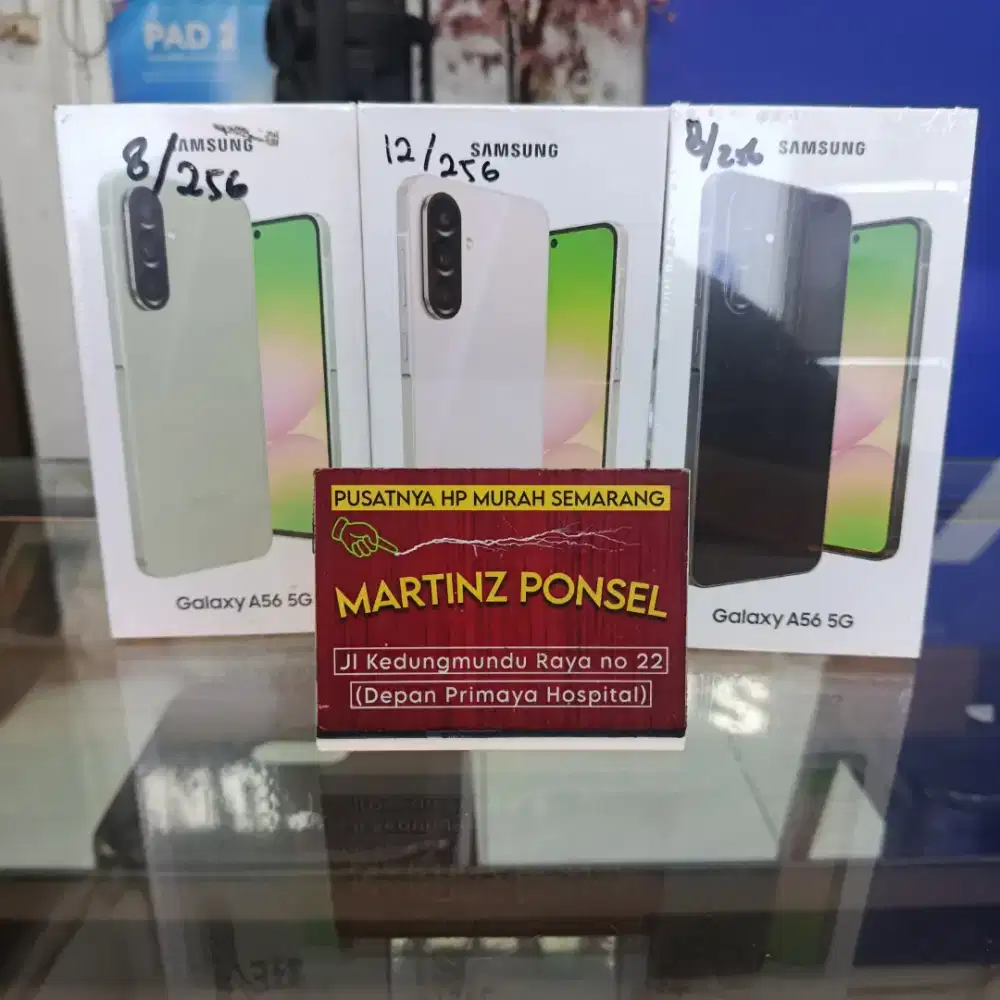 PAD 2
SAMSUNG
8/256
Galaxy A56 5G
SAMSUNG
12/256
SAMSUNG
8/256
Galaxy A56 5G
PUSATNYA HP MURAH SEMARANG
MARTINZ PONSEL
Jl Kedungmundu Raya no 22
(Depan Primaya Hospital)